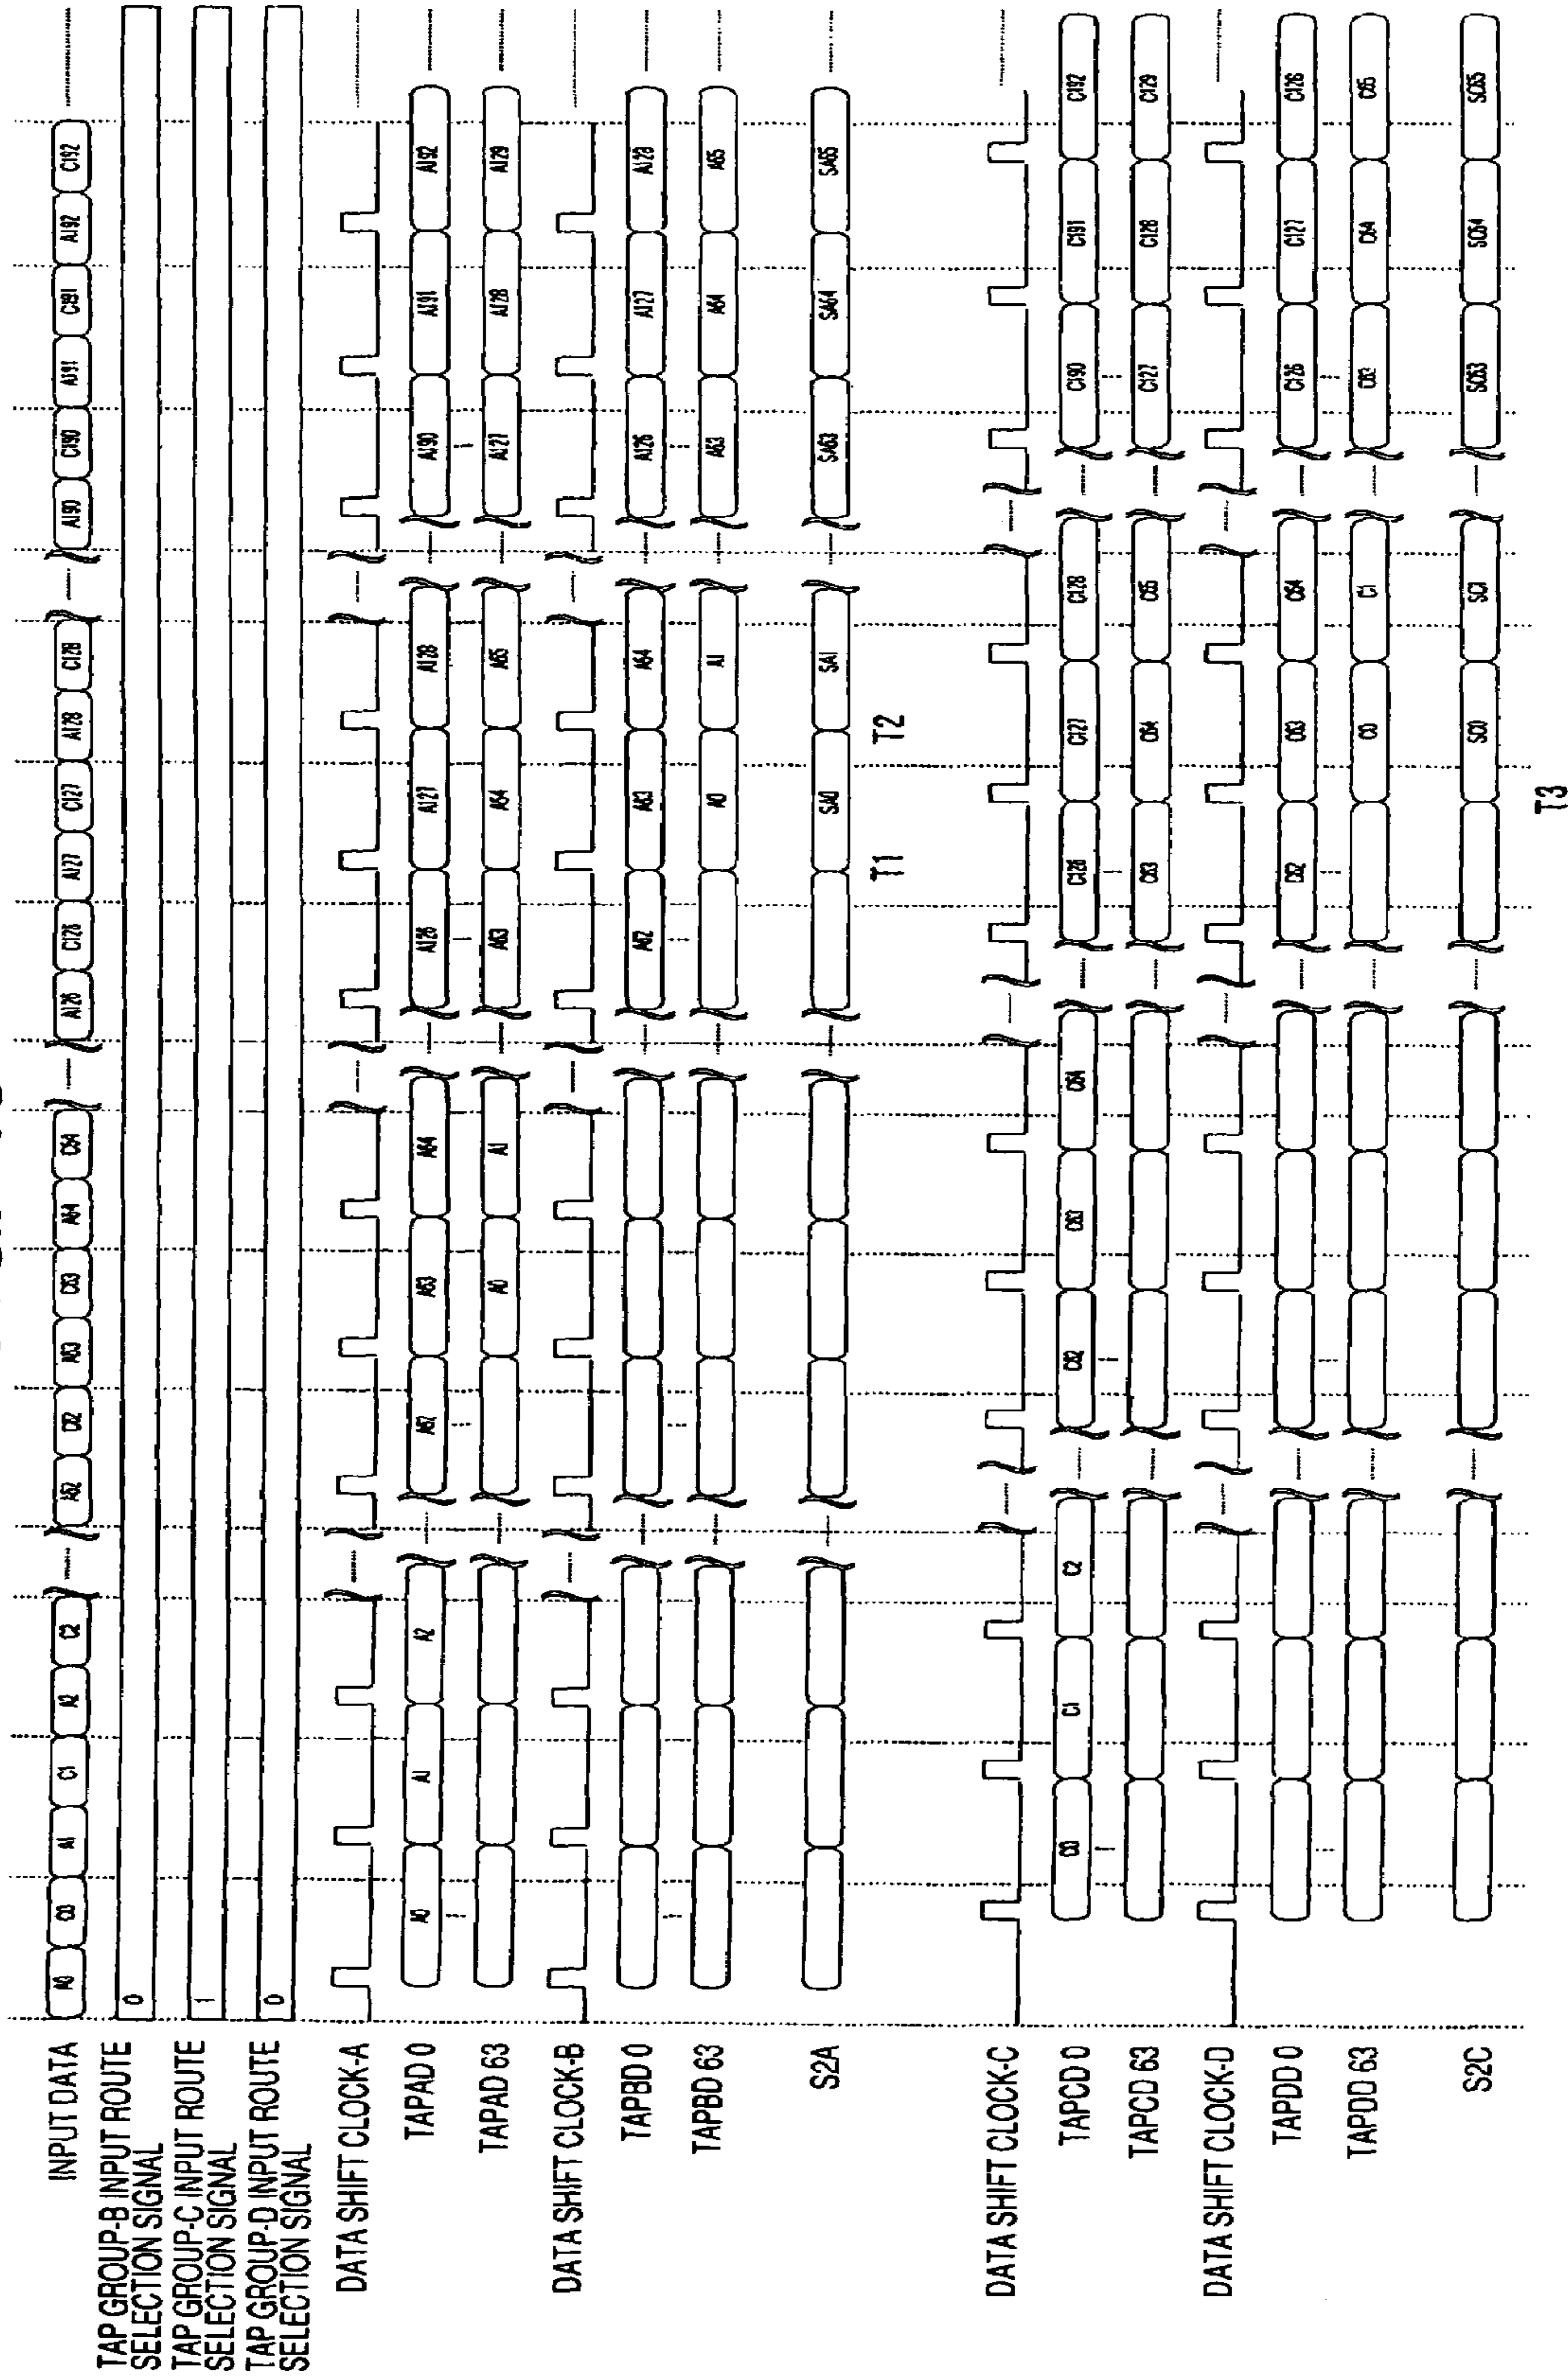 INPUT DATA A0 C0 A1 C1 A2 C2 A62 C62 A63 C63 A64 C64 A126 C126 A127 C127 A128 C128 A190 C190 A191 C191 A192 C192
TAP GROUP-B INPUT ROUTE
SELECTION SIGNAL 0
TAP GROUP-C INPUT ROUTE
SELECTION SIGNAL 1
TAP GROUP-D INPUT ROUTE
SELECTION SIGNAL 0
DATA SHIFT CLOCK-A
TAPAD 0 A0 A1 A2 A62 A63 A64 A126 A127 A128 A190 A191 A192
TAPAD 63 A0 A1 A63 A64 A65 A127 A128 A129
DATA SHIFT CLOCK-B
TAPBD 0 A62 A63 A64 A126 A127 A128
TAPBD 63 A0 A1 A63 A64 A65
S2A SA0 SA1 SA63 SA64 SA65
T1 T2
DATA SHIFT CLOCK-C
TAPCD 0 C0 C1 C2 C62 C63 C64 C126 C127 C128 C190 C191 C192
TAPCD 63 C63 C64 C65 C127 C128 C129
DATA SHIFT CLOCK-D
TAPDD 0 C62 C63 C64 C126 C127 C128
TAPDD 63 C0 C1 C63 C64 C65
S2C SC0 SC1 SC63 SC64 SC65
T3